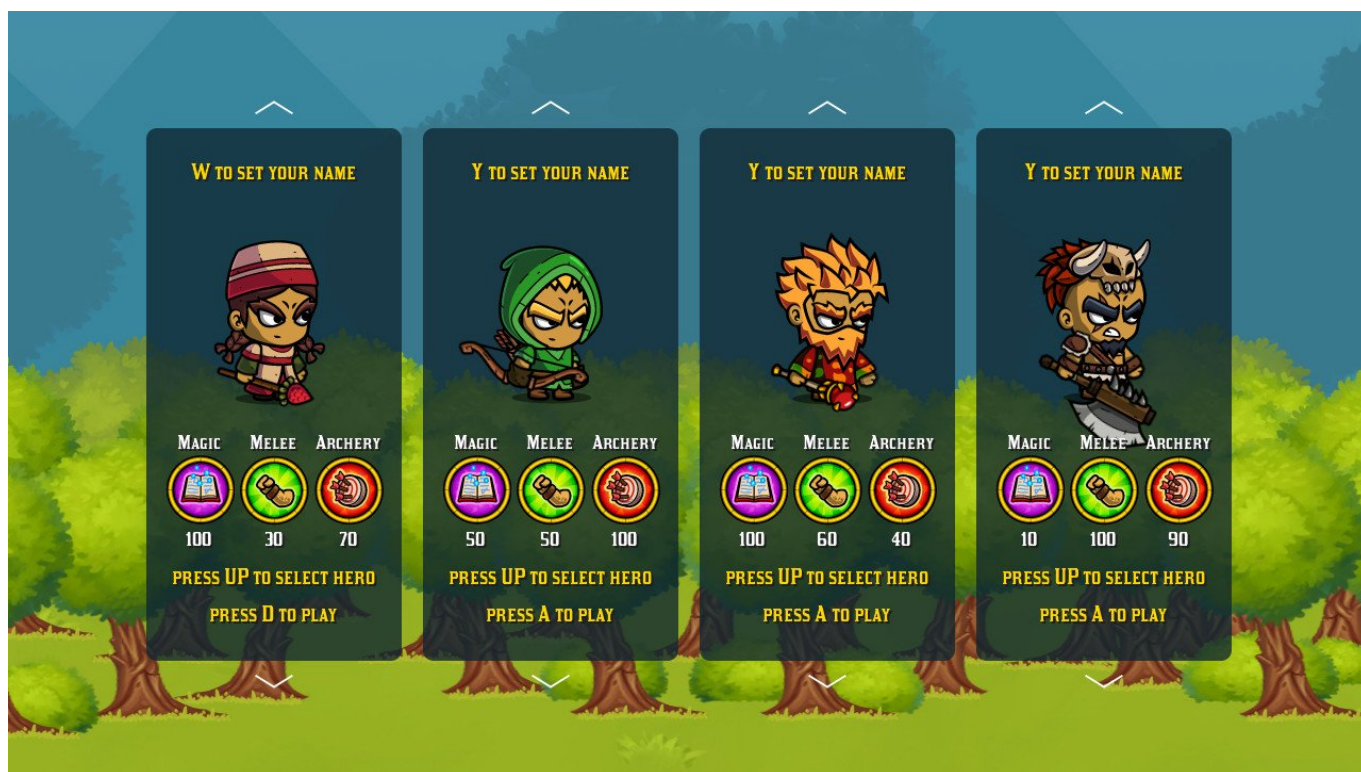 W TO SET YOUR NAME
MAGIC MELEE ARCHERY
100 30 70
PRESS UP TO SELECT HERO
PRESS D TO PLAY
Y TO SET YOUR NAME
MAGIC MELEE ARCHERY
50 50 100
PRESS UP TO SELECT HERO
PRESS A TO PLAY
Y TO SET YOUR NAME
MAGIC MELEE ARCHERY
100 60 40
PRESS UP TO SELECT HERO
PRESS A TO PLAY
Y TO SET YOUR NAME
MAGIC MELEE ARCHERY
10 100 90
PRESS UP TO SELECT HERO
PRESS A TO PLAY